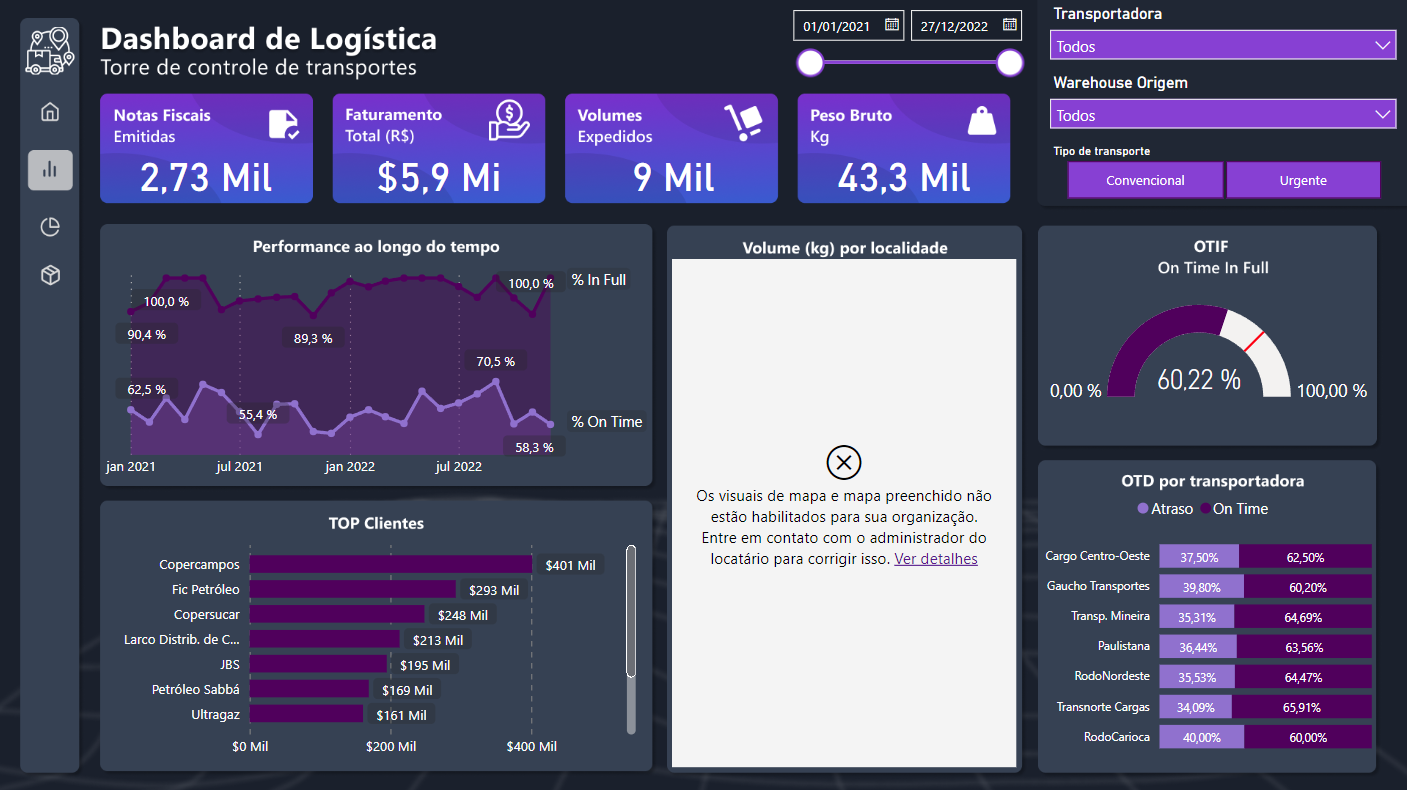 Dashboard de Logística
Torre de controle de transportes
01/01/2021
27/12/2022
Transportadora
Todos
Warehouse Origem
Todos
Tipo de transporte
Convencional
Urgente
Notas Fiscais
Emitidas
2,73 Mil
Faturamento
Total (R$)
$5,9 Mi
Volumes
Expedidos
9 Mil
Peso Bruto
Kg
43,3 Mil
Performance ao longo do tempo
% In Full
100,0 %
100,0 %
90,4 %
89,3 %
70,5 %
62,5 %
55,4 %
% On Time
58,3 %
jan 2021
jul 2021
jan 2022
jul 2022
TOP Clientes
Copercampos
$401 Mil
Fic Petróleo
$293 Mil
Copersucar
$248 Mil
Larco Distrib. de C...
$213 Mil
JBS
$195 Mil
Petróleo Sabbá
$169 Mil
Ultragaz
$161 Mil
$0 Mil
$200 Mil
$400 Mil
Volume (kg) por localidade
Os visuais de mapa e mapa preenchido não
estão habilitados para sua organização.
Entre em contato com o administrador do
locatário para corrigir isso. Ver detalhes
OTIF
On Time In Full
0,00 %
60,22 %
100,00 %
OTD por transportadora
Atraso
On Time
Cargo Centro-Oeste
37,50%
62,50%
Gaucho Transportes
39,80%
60,20%
Transp. Mineira
35,31%
64,69%
Paulistana
36,44%
63,56%
RodoNordeste
35,53%
64,47%
Transnorte Cargas
34,09%
65,91%
RodoCarioca
40,00%
60,00%